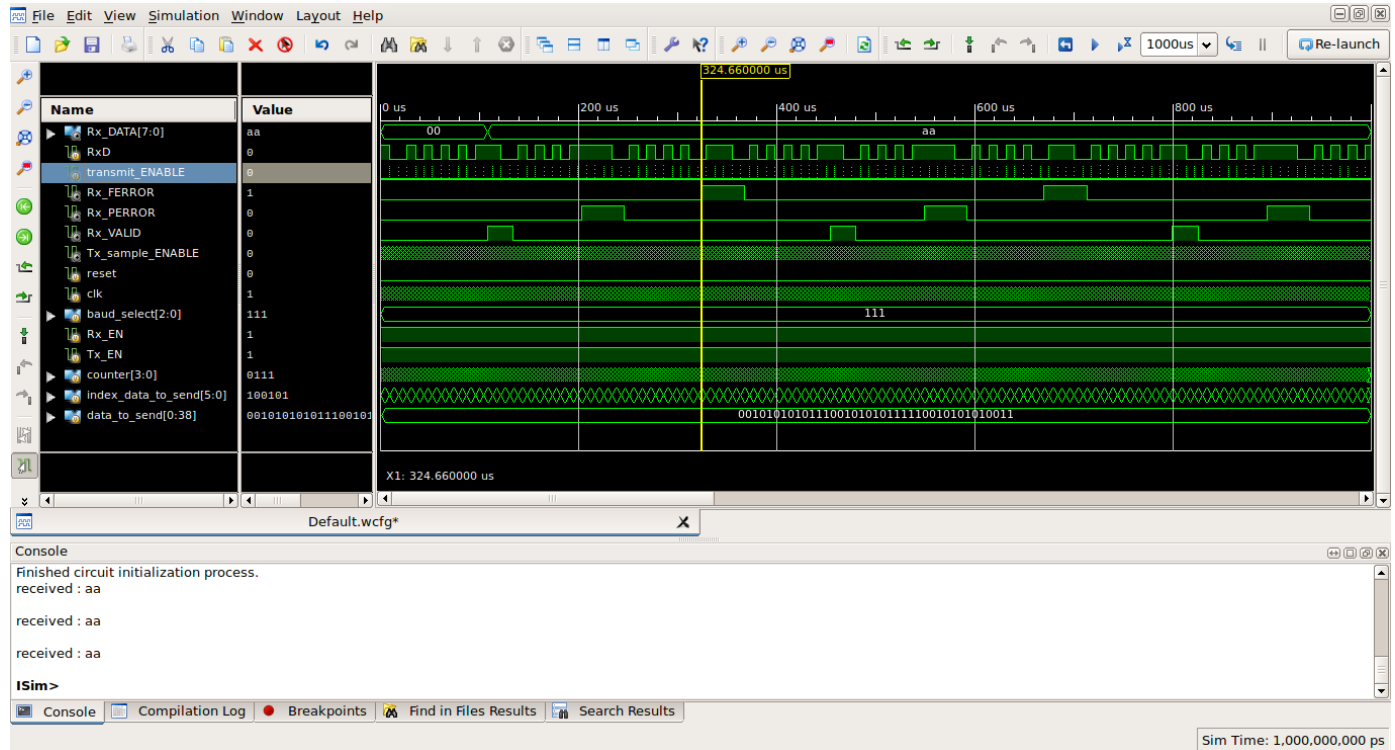 File Edit View Simulation Window Layout Help
1000us Re-launch
324.660000 us
Name Value 0 us 200 us 400 us 600 us 800 us
Rx_DATA[7:0] aa 00 aa
RxD 0
transmit_ENABLE 0
Rx_FERROR 1
Rx_PERROR 0
Rx_VALID 0
Tx_sample_ENABLE 0
reset 0
clk 1
baud_select[2:0] 111 111
Rx_EN 1
Tx_EN 1
counter[3:0] 0111
index_data_to_send[5:0] 100101
data_to_send[0:38] 001010101011100101 001010101011100101010111110010101010011
X1: 324.660000 us
Default.wcfg*
Console
Finished circuit initialization process.
received : aa
received : aa
received : aa
ISim>
Console Compilation Log Breakpoints Find in Files Results Search Results
Sim Time: 1,000,000,000 ps